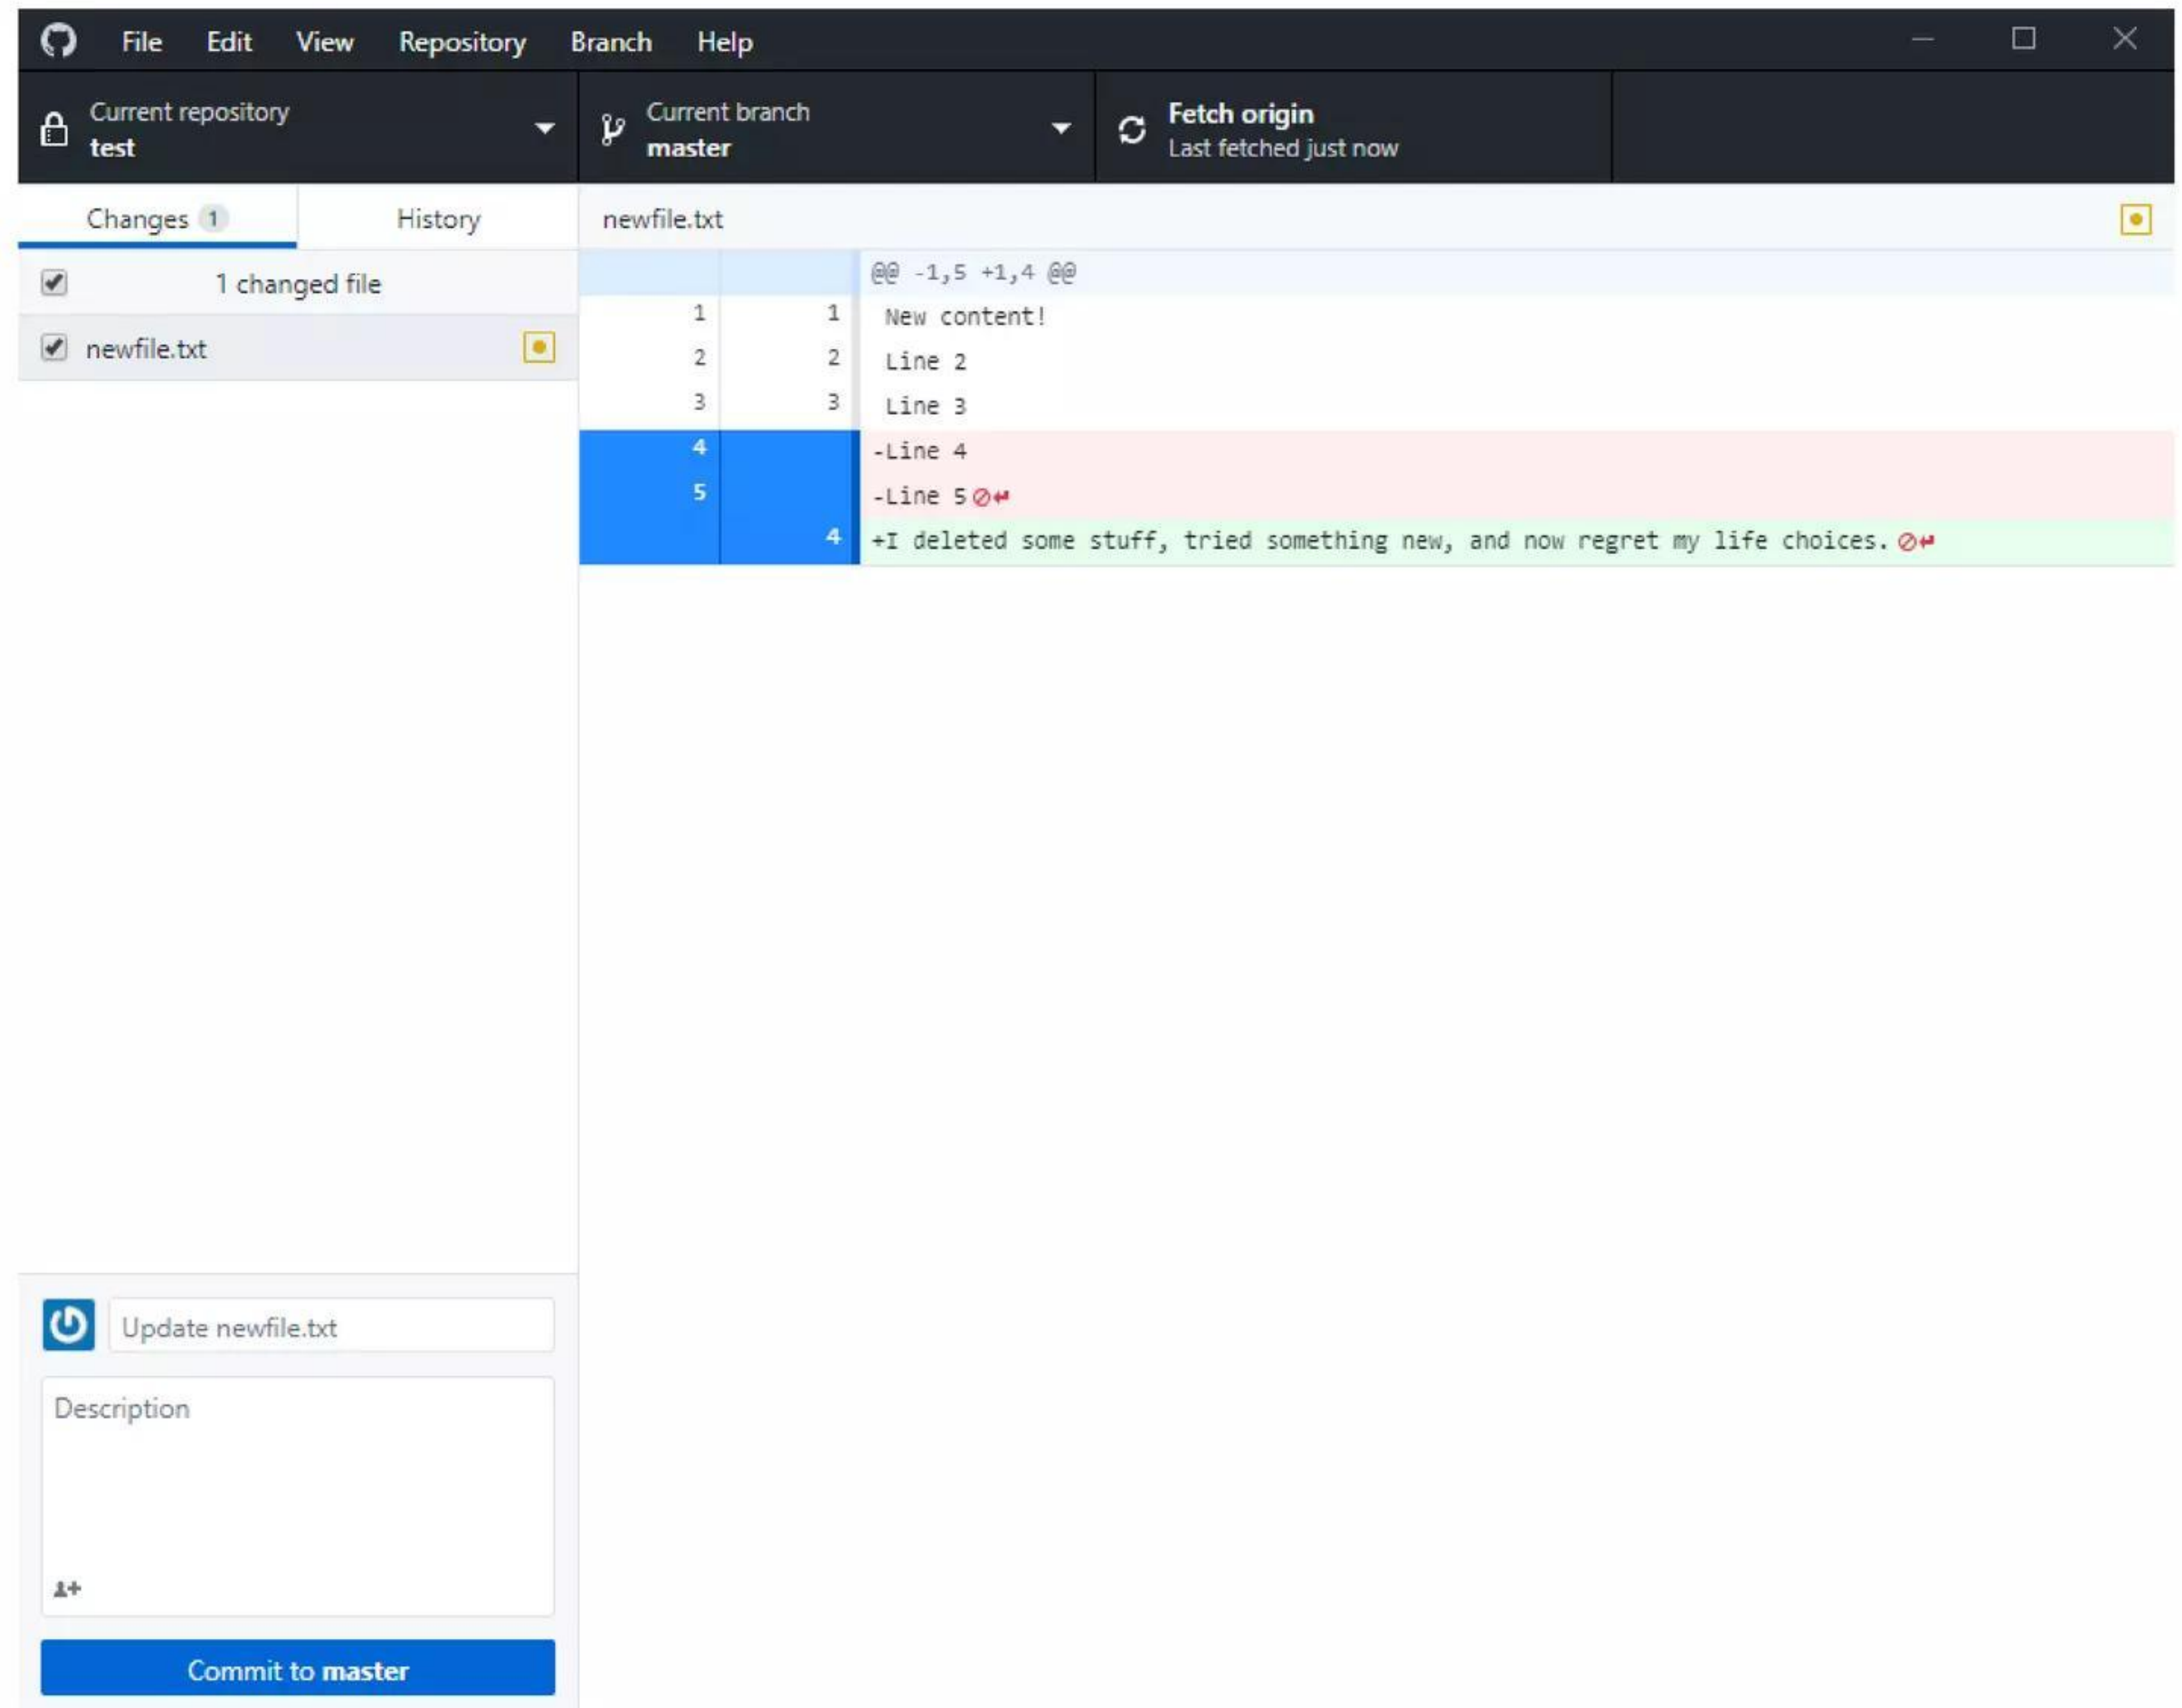 File Edit View Repository Branch Help
Current repository
test
Current branch
master
Fetch origin
Last fetched just now
Changes 1
History
newfile.txt
1 changed file
newfile.txt
@@ -1,5 +1,4 @@
1 1 New content!
2 2 Line 2
3 3 Line 3
4 -Line 4
5 -Line 5
4 +I deleted some stuff, tried something new, and now regret my life choices.
Update newfile.txt
Description
Commit to master